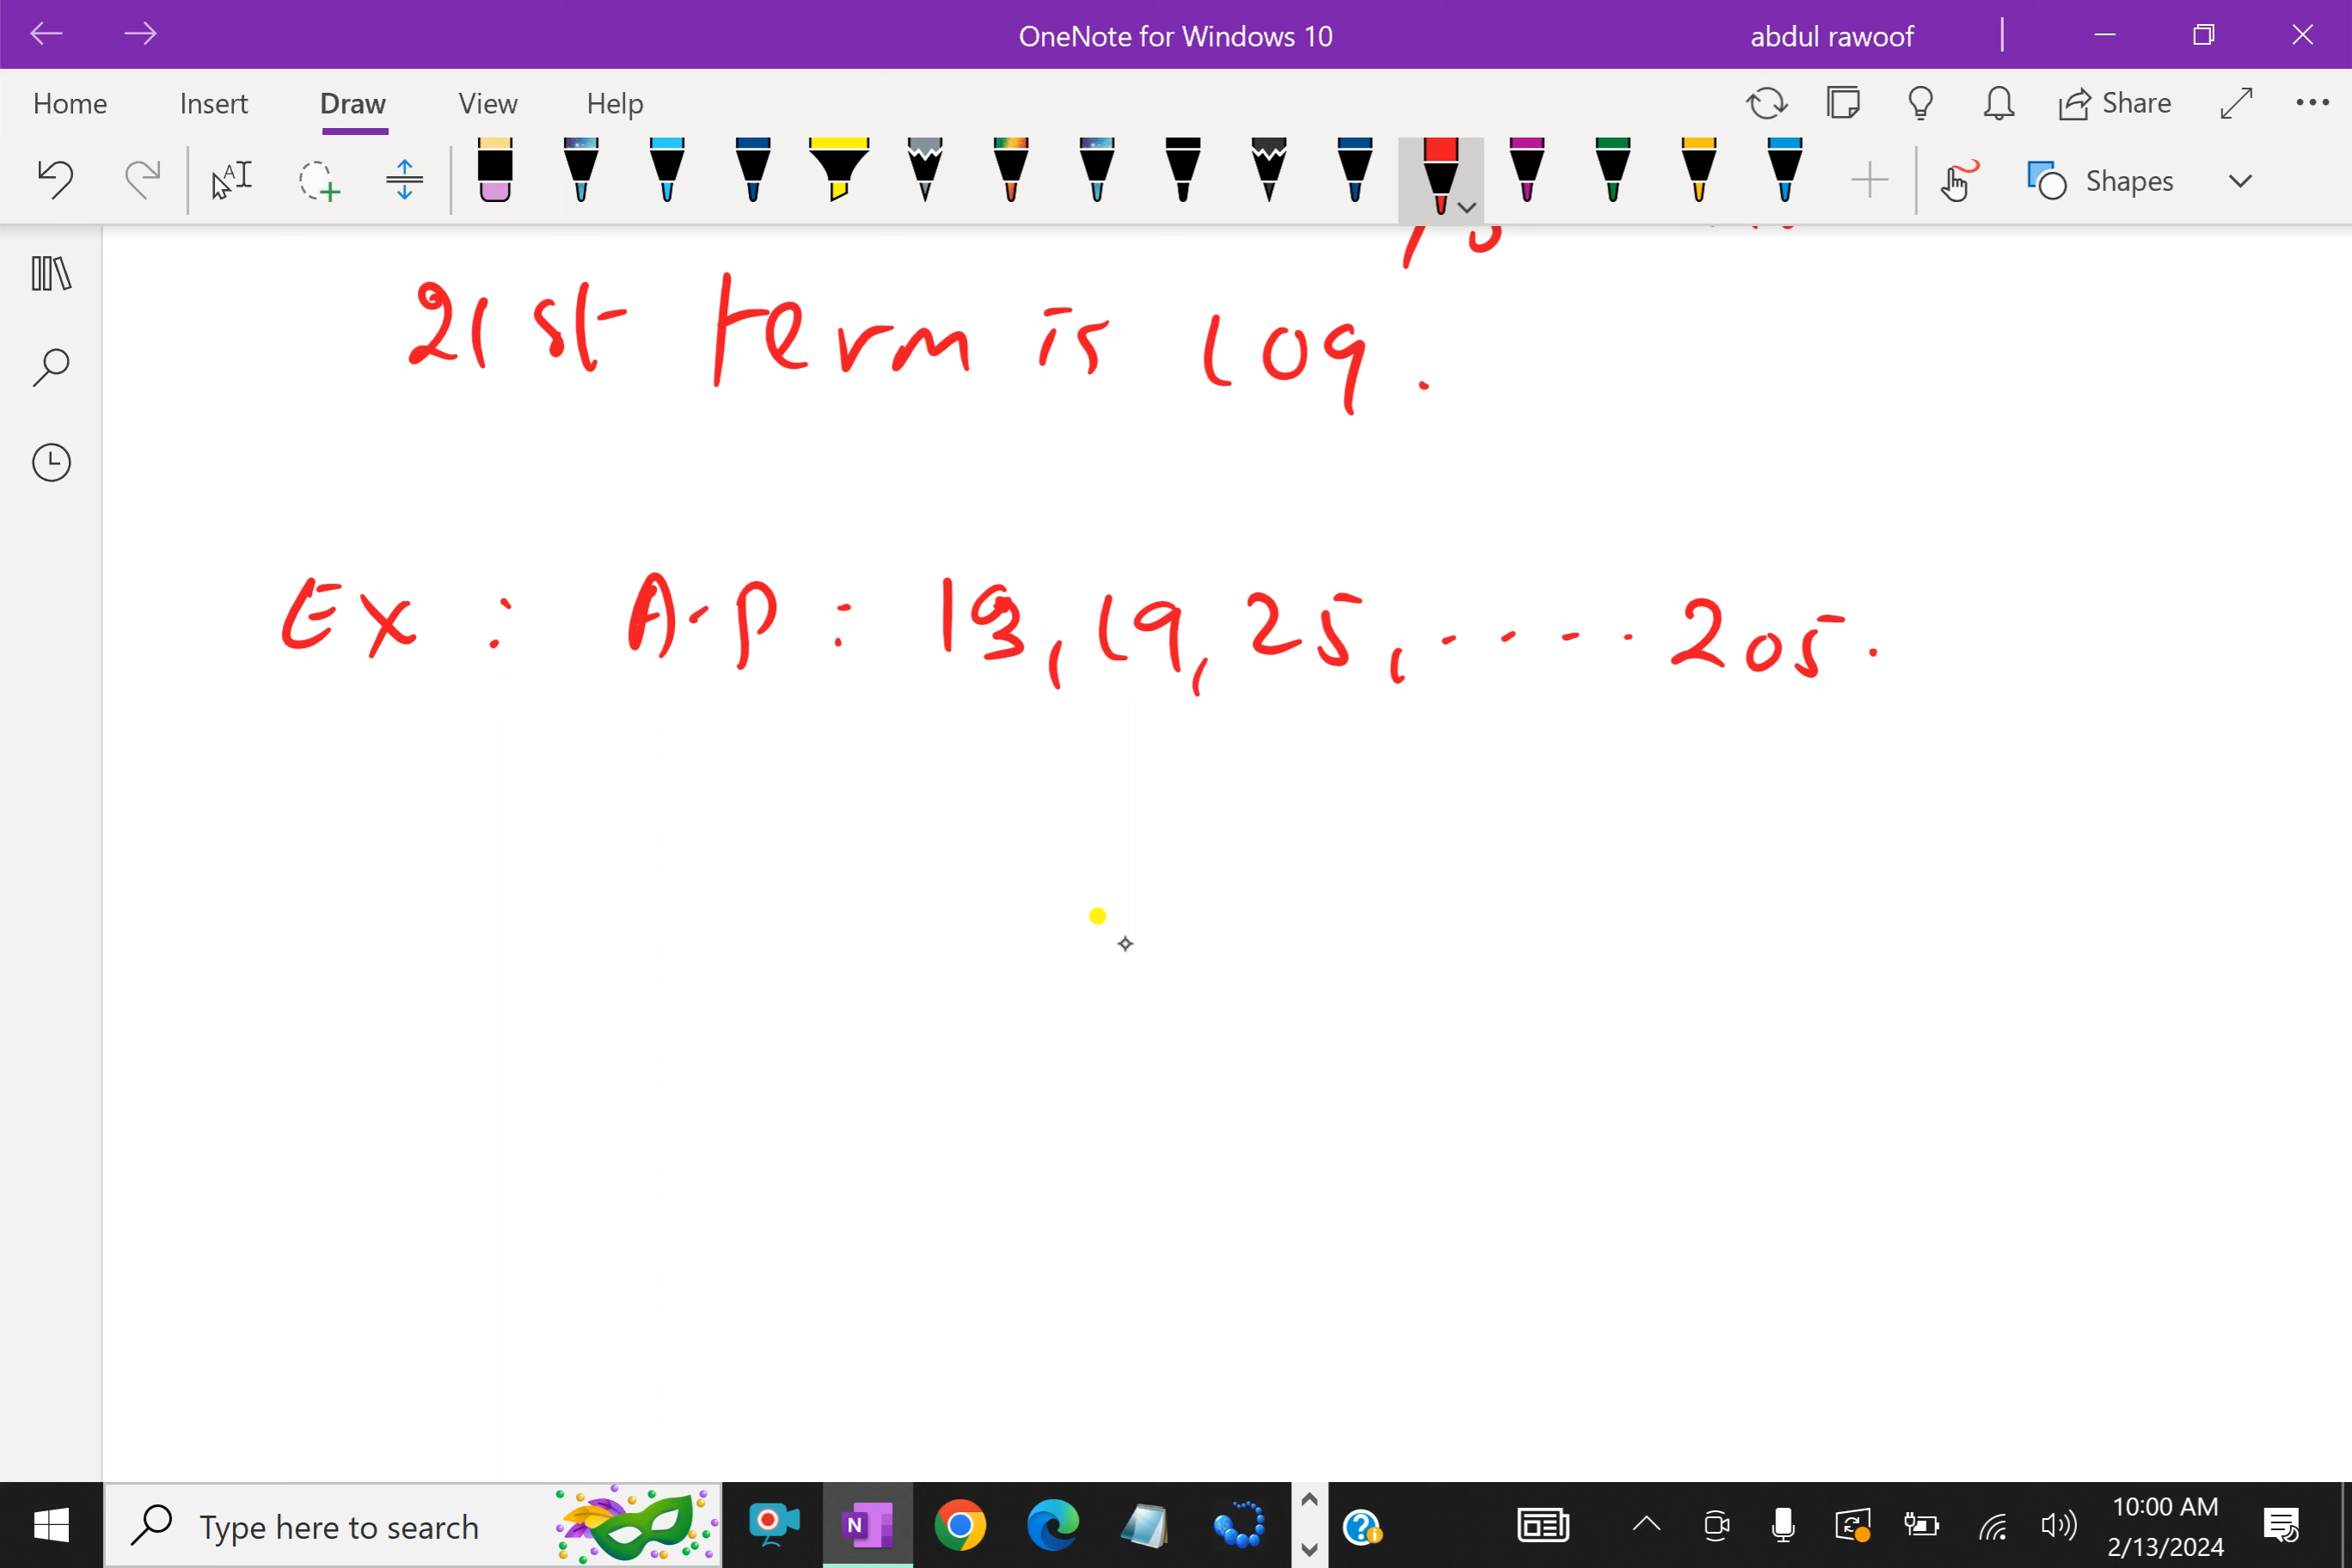 OneNote for Windows 10
abdul rawoof
Home
Insert
Draw
View
Help
Share
Shapes
21st term is 109.
Ex : A.P : 13, 19, 25, ..... 205.
Type here to search
10:00 AM
2/13/2024